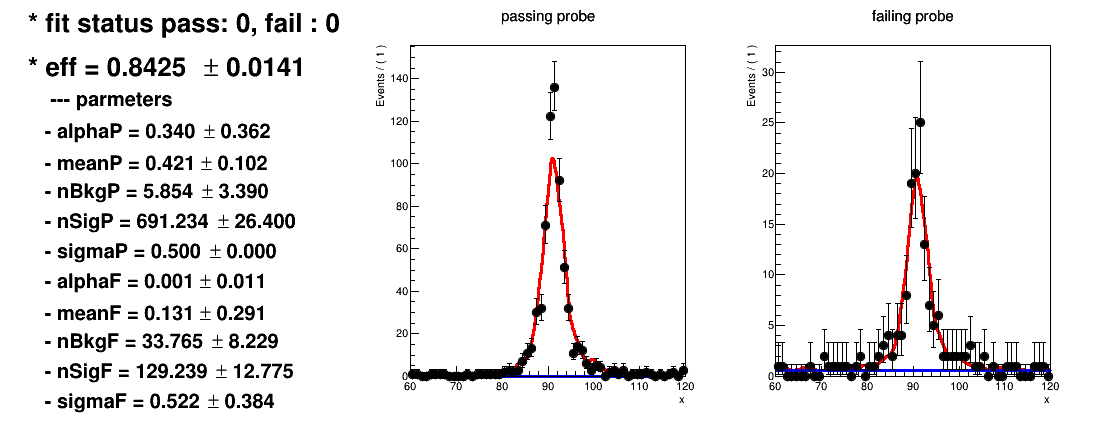 * fit status pass: 0, fail : 0
* eff = 0.8425 ± 0.0141
--- parmeters
- alphaP = 0.340 ± 0.362
- meanP = 0.421 ± 0.102
- nBkgP = 5.854 ± 3.390
- nSigP = 691.234 ± 26.400
- sigmaP = 0.500 ± 0.000
- alphaF = 0.001 ± 0.011
- meanF = 0.131 ± 0.291
- nBkgF = 33.765 ± 8.229
- nSigF = 129.239 ± 12.775
- sigmaF = 0.522 ± 0.384
passing probe
Events / ( 1 )
140
120
100
80
60
40
20
0
60 70 80 90 100 110 120
x
failing probe
Events / ( 1 )
30
25
20
15
10
5
0
60 70 80 90 100 110 120
x